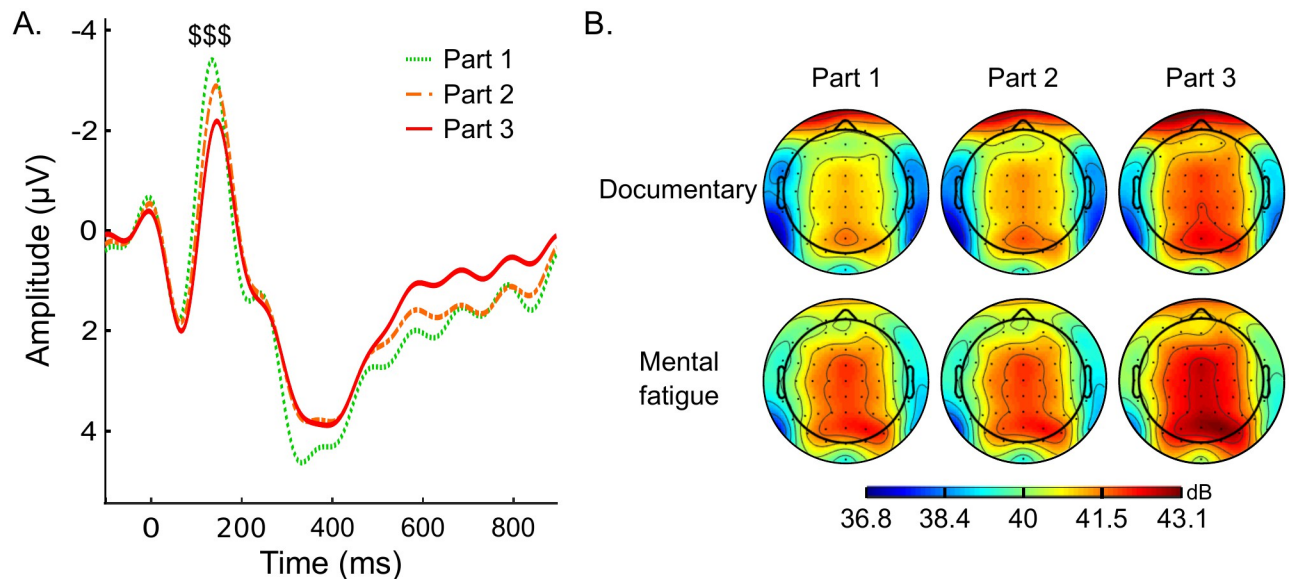 A.
-4
-2
0
2
4
Amplitude (µV)
$$$
Part 1
Part 2
Part 3
0 200 400 600 800
Time (ms)
B.
Part 1 Part 2 Part 3
Documentary
Mental
fatigue
dB
36.8 38.4 40 41.5 43.1